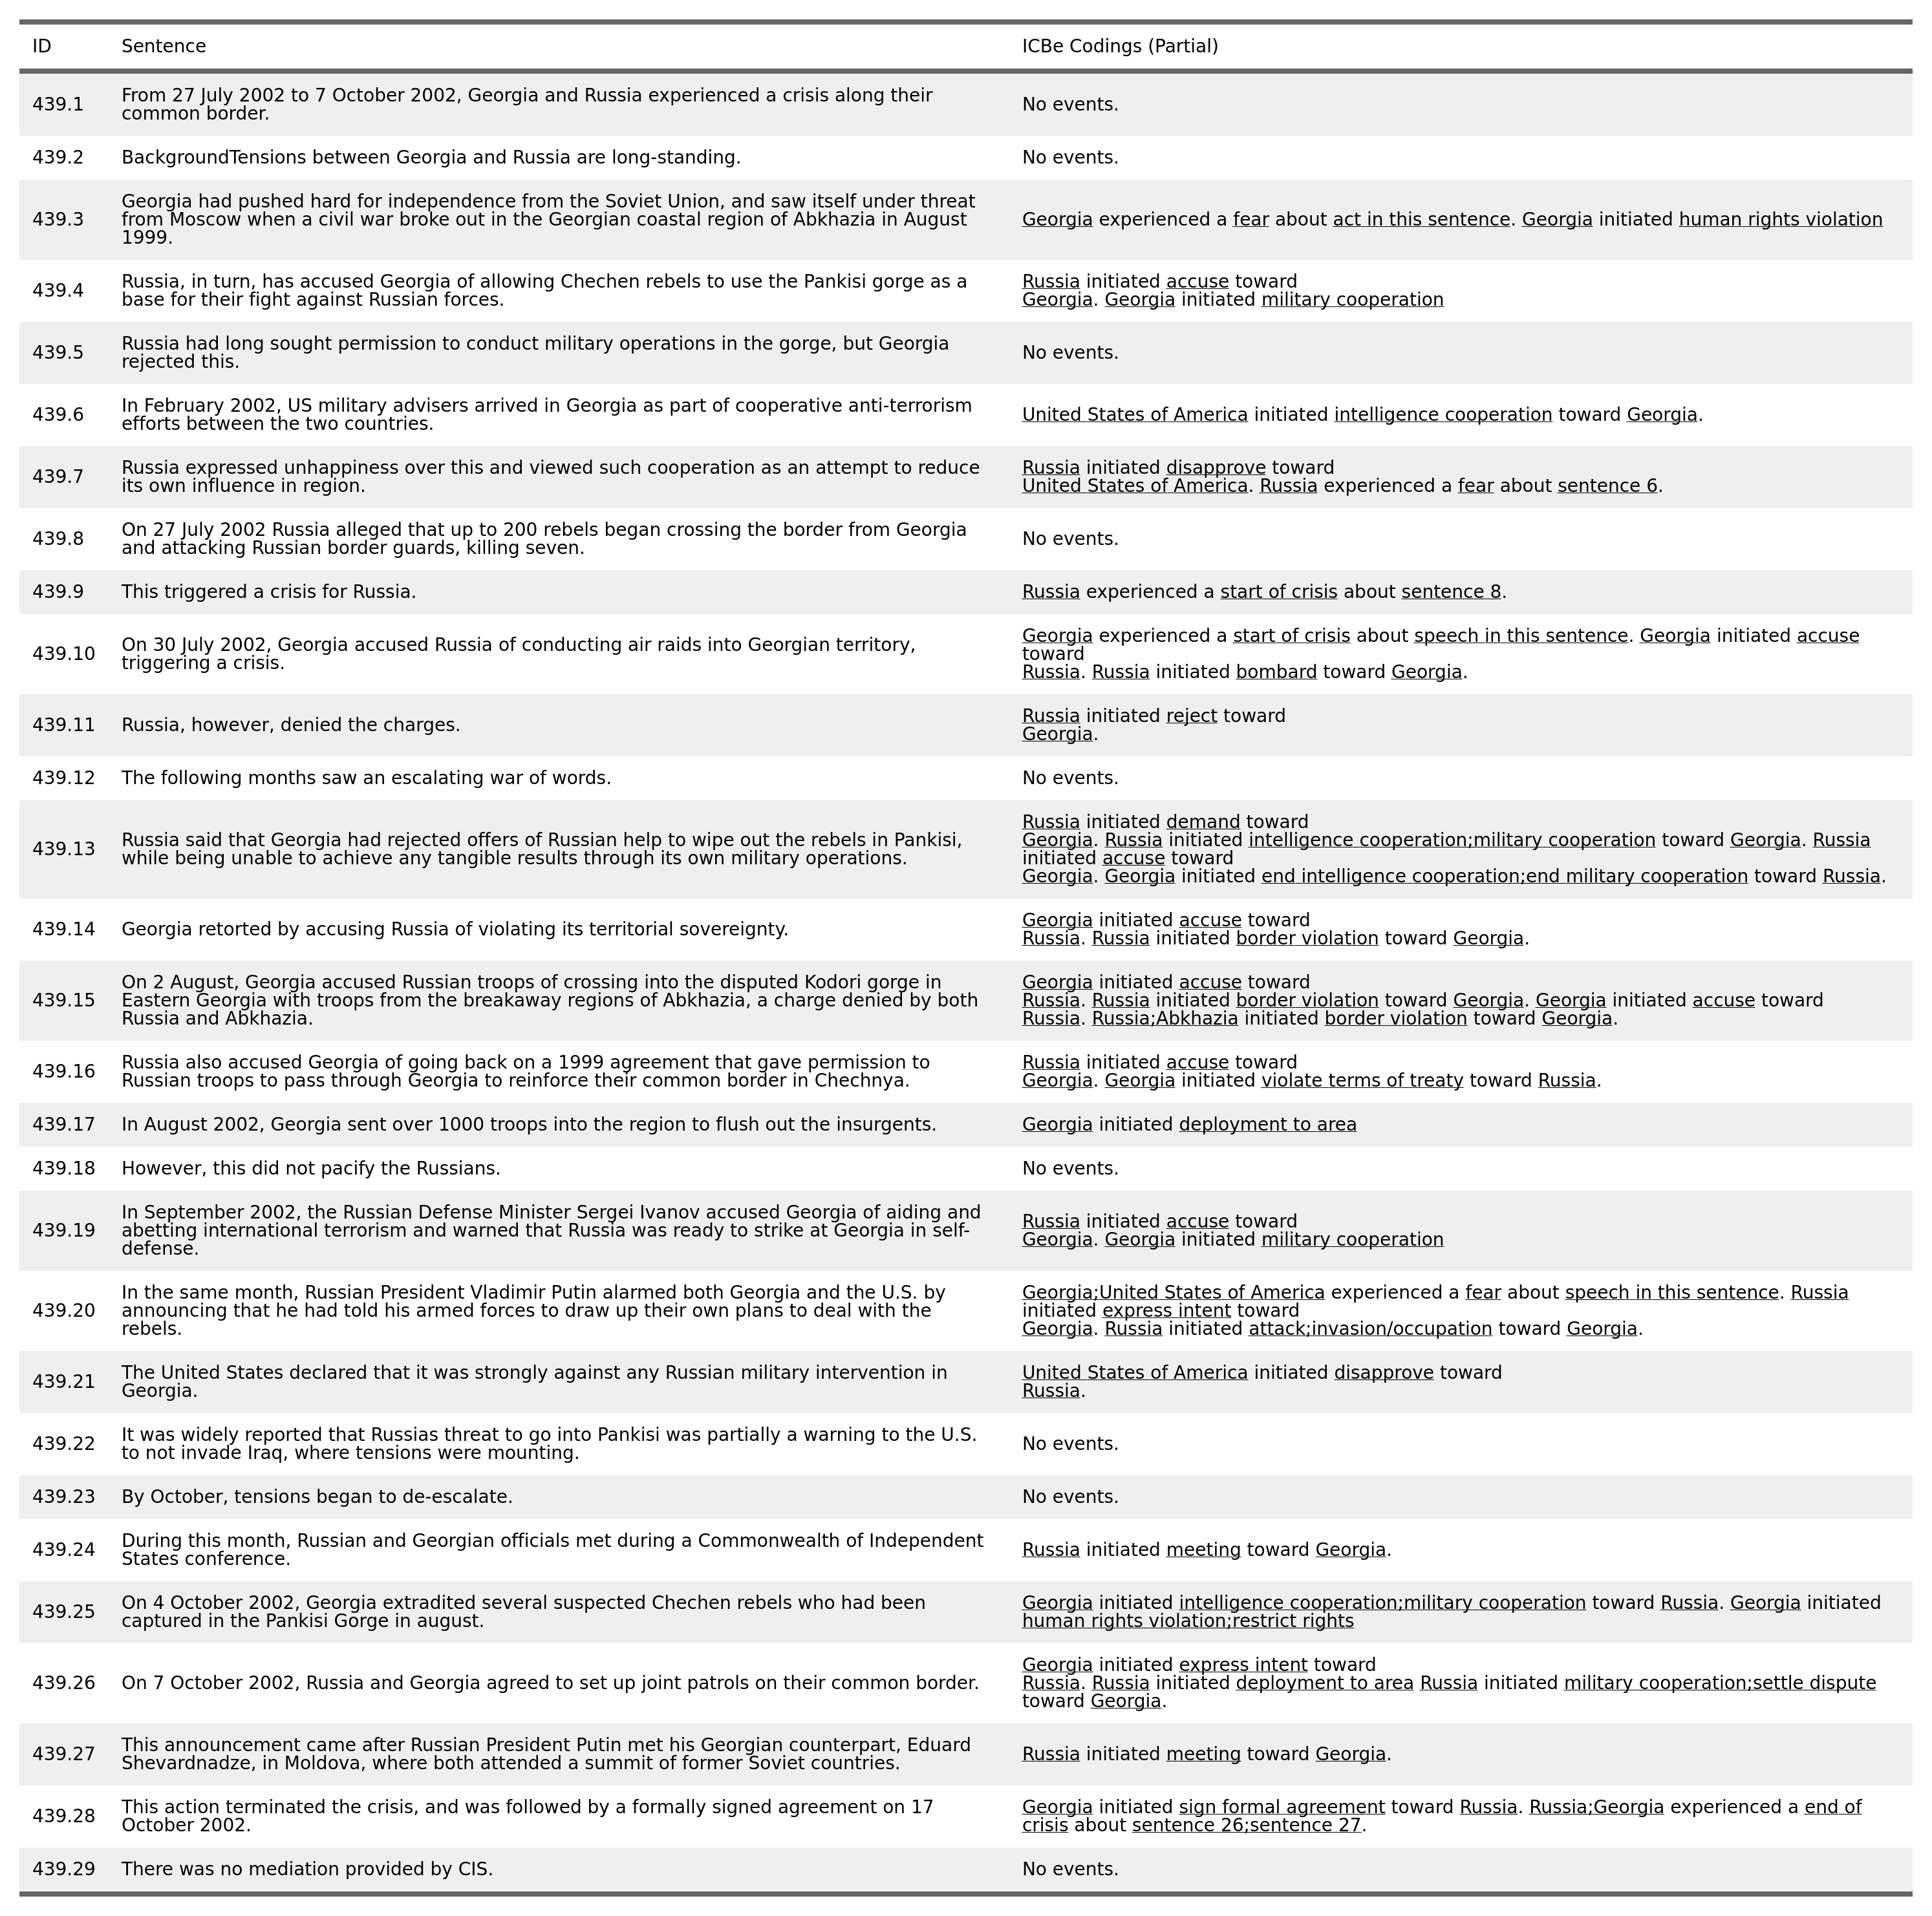 ID Sentence ICBe Codings (Partial)
439.1 From 27 July 2002 to 7 October 2002, Georgia and Russia experienced a crisis along their
common border. No events.
439.2 BackgroundTensions between Georgia and Russia are long-standing. No events.
439.3 Georgia had pushed hard for independence from the Soviet Union, and saw itself under threat
from Moscow when a civil war broke out in the Georgian coastal region of Abkhazia in August
1999.
Georgia experienced a fear about act in this sentence. Georgia initiated human rights violation
439.4 Russia, in turn, has accused Georgia of allowing Chechen rebels to use the Pankisi gorge as a
base for their fight against Russian forces.
Russia initiated accuse toward
Georgia. Georgia initiated military cooperation
439.5 Russia had long sought permission to conduct military operations in the gorge, but Georgia
rejected this.
No events.
439.6 In February 2002, US military advisers arrived in Georgia as part of cooperative anti-terrorism
efforts between the two countries.
United States of America initiated intelligence cooperation toward Georgia.
439.7 Russia expressed unhappiness over this and viewed such cooperation as an attempt to reduce
its own influence in region.
Russia initiated disapprove toward
United States of America. Russia experienced a fear about sentence 6.
439.8 On 27 July 2002 Russia alleged that up to 200 rebels began crossing the border from Georgia
and attacking Russian border guards, killing seven.
No events.
439.9 This triggered a crisis for Russia. Russia experienced a start of crisis about sentence 8.
439.10 On 30 July 2002, Georgia accused Russia of conducting air raids into Georgian territory,
triggering a crisis.
Georgia experienced a start of crisis about speech in this sentence. Georgia initiated accuse
toward
Russia. Russia initiated bombard toward Georgia.
439.11 Russia, however, denied the charges.
Russia initiated reject toward
Georgia.
439.12 The following months saw an escalating war of words. No events.
439.13 Russia said that Georgia had rejected offers of Russian help to wipe out the rebels in Pankisi,
while being unable to achieve any tangible results through its own military operations.
Russia initiated demand toward
Georgia. Russia initiated intelligence cooperation;military cooperation toward Georgia. Russia
initiated accuse toward
Georgia. Georgia initiated end intelligence cooperation;end military cooperation toward Russia.
439.14 Georgia retorted by accusing Russia of violating its territorial sovereignty.
Georgia initiated accuse toward
Russia. Russia initiated border violation toward Georgia.
439.15 On 2 August, Georgia accused Russian troops of crossing into the disputed Kodori gorge in
Eastern Georgia with troops from the breakaway regions of Abkhazia, a charge denied by both
Russia and Abkhazia.
Georgia initiated accuse toward
Russia. Russia initiated border violation toward Georgia. Georgia initiated accuse toward
Russia. Russia;Abkhazia initiated border violation toward Georgia.
439.16 Russia also accused Georgia of going back on a 1999 agreement that gave permission to
Russian troops to pass through Georgia to reinforce their common border in Chechnya.
Russia initiated accuse toward
Georgia. Georgia initiated violate terms of treaty toward Russia.
439.17 In August 2002, Georgia sent over 1000 troops into the region to flush out the insurgents. Georgia initiated deployment to area
439.18 However, this did not pacify the Russians. No events.
439.19 In September 2002, the Russian Defense Minister Sergei Ivanov accused Georgia of aiding and
abetting international terrorism and warned that Russia was ready to strike at Georgia in self-
defense.
Russia initiated accuse toward
Georgia. Georgia initiated military cooperation
439.20 In the same month, Russian President Vladimir Putin alarmed both Georgia and the U.S. by
announcing that he had told his armed forces to draw up their own plans to deal with the
rebels.
Georgia;United States of America experienced a fear about speech in this sentence. Russia
initiated express intent toward
Georgia. Russia initiated attack;invasion/occupation toward Georgia.
439.21 The United States declared that it was strongly against any Russian military intervention in
Georgia.
United States of America initiated disapprove toward
Russia.
439.22 It was widely reported that Russias threat to go into Pankisi was partially a warning to the U.S.
to not invade Iraq, where tensions were mounting.
No events.
439.23 By October, tensions began to de-escalate. No events.
439.24 During this month, Russian and Georgian officials met during a Commonwealth of Independent
States conference.
Russia initiated meeting toward Georgia.
439.25 On 4 October 2002, Georgia extradited several suspected Chechen rebels who had been
captured in the Pankisi Gorge in august.
Georgia initiated intelligence cooperation;military cooperation toward Russia. Georgia initiated
human rights violation;restrict rights
439.26 On 7 October 2002, Russia and Georgia agreed to set up joint patrols on their common border.
Georgia initiated express intent toward
Russia. Russia initiated deployment to area Russia initiated military cooperation;settle dispute
toward Georgia.
439.27 This announcement came after Russian President Putin met his Georgian counterpart, Eduard
Shevardnadze, in Moldova, where both attended a summit of former Soviet countries.
Russia initiated meeting toward Georgia.
439.28 This action terminated the crisis, and was followed by a formally signed agreement on 17
October 2002.
Georgia initiated sign formal agreement toward Russia. Russia;Georgia experienced a end of
crisis about sentence 26;sentence 27.
439.29 There was no mediation provided by CIS. No events.